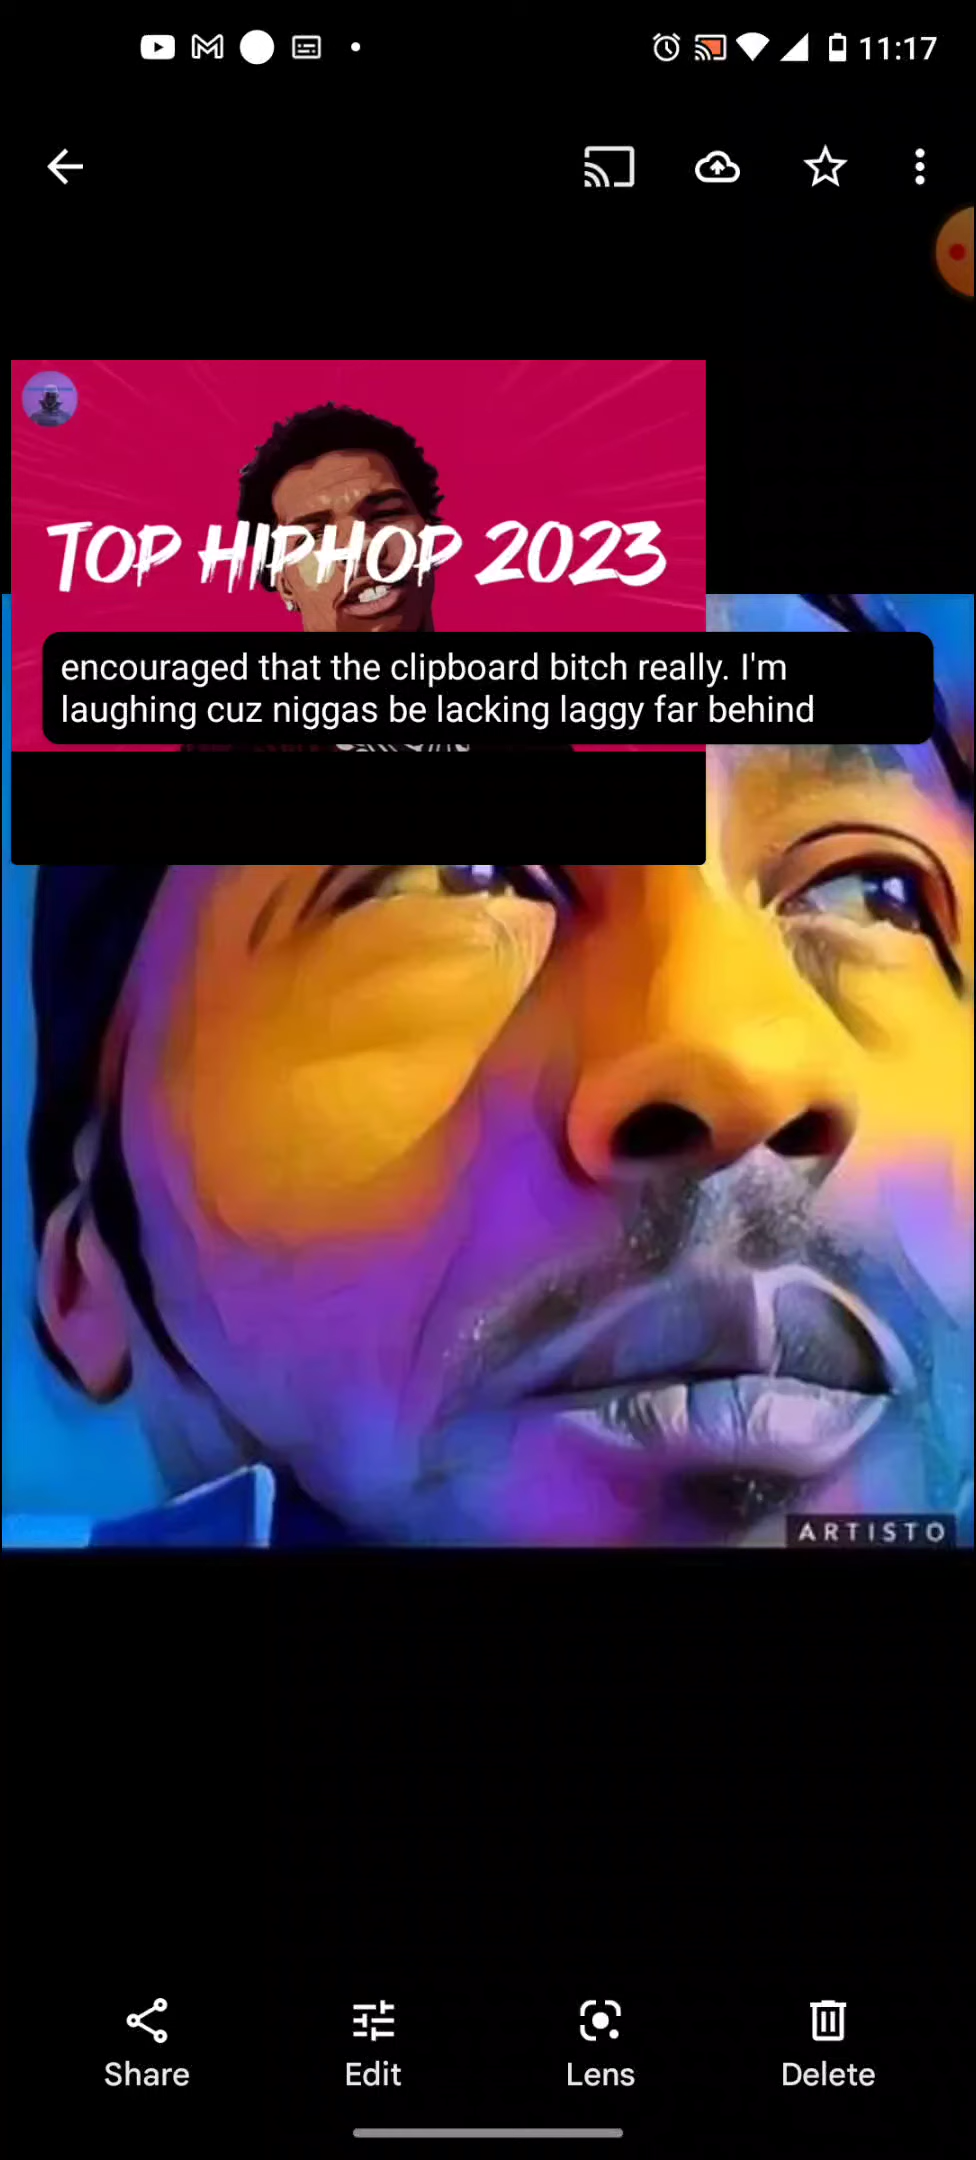 11:17
TOP HIPHOP 2023
encouraged that the clipboard bitch really. I'm
laughing cuz niggas be lacking laggy far behind
ARTISTO
Share Edit Lens Delete